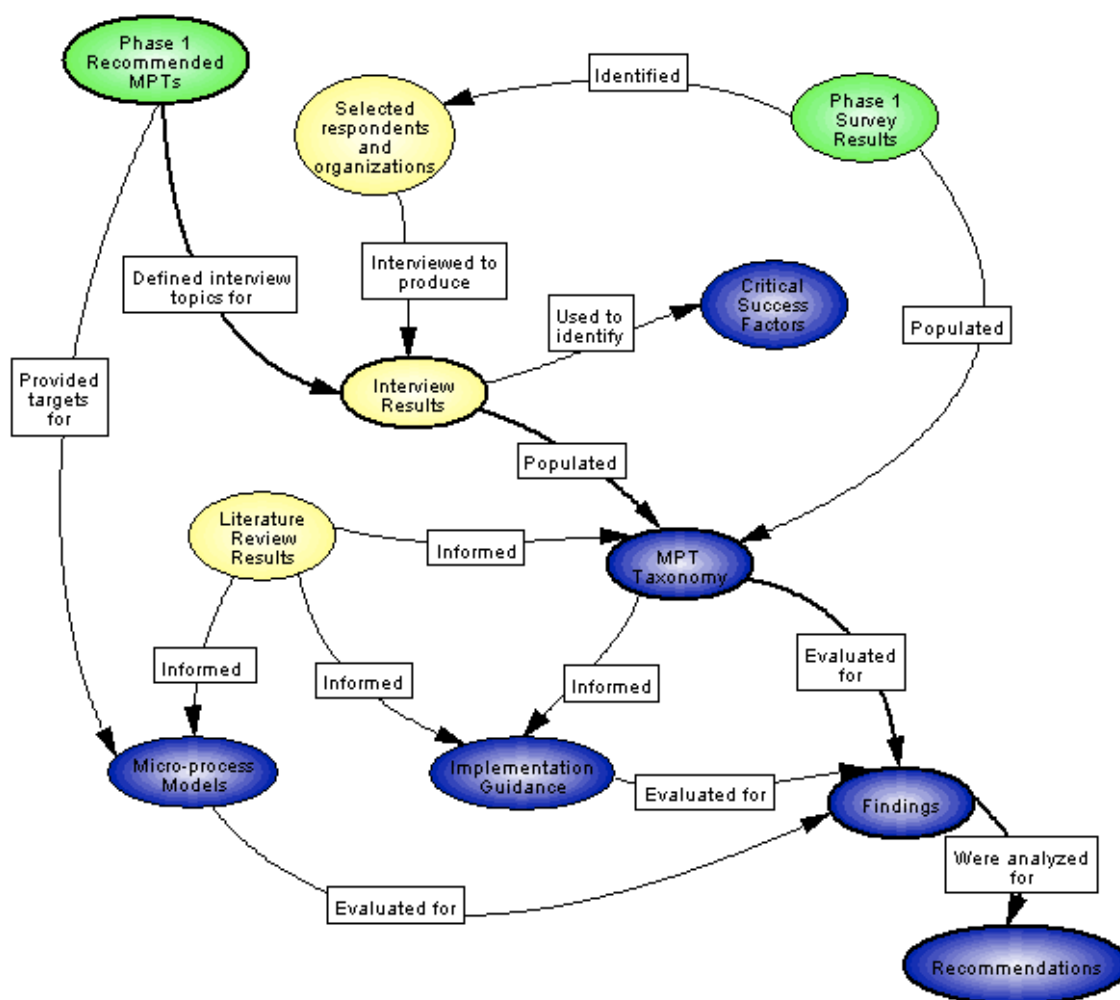 Phase 1
Recommended
MPTs
Identified
Phase 1
Survey
Results
Selected
respondents
and
organizations
Defined interview
topics for
Interviewed to
produce
Critical
Success
Factors
Used to
identify
Populated
Provided
targets
for
Interview
Results
Populated
Literature
Review
Results
Informed
MPT
Taxonomy
Informed
Informed
Informed
Evaluated
for
Micro-process
Models
Implementation
Guidance
Evaluated for
Findings
Were analyzed
for
Evaluated for
Recommendations